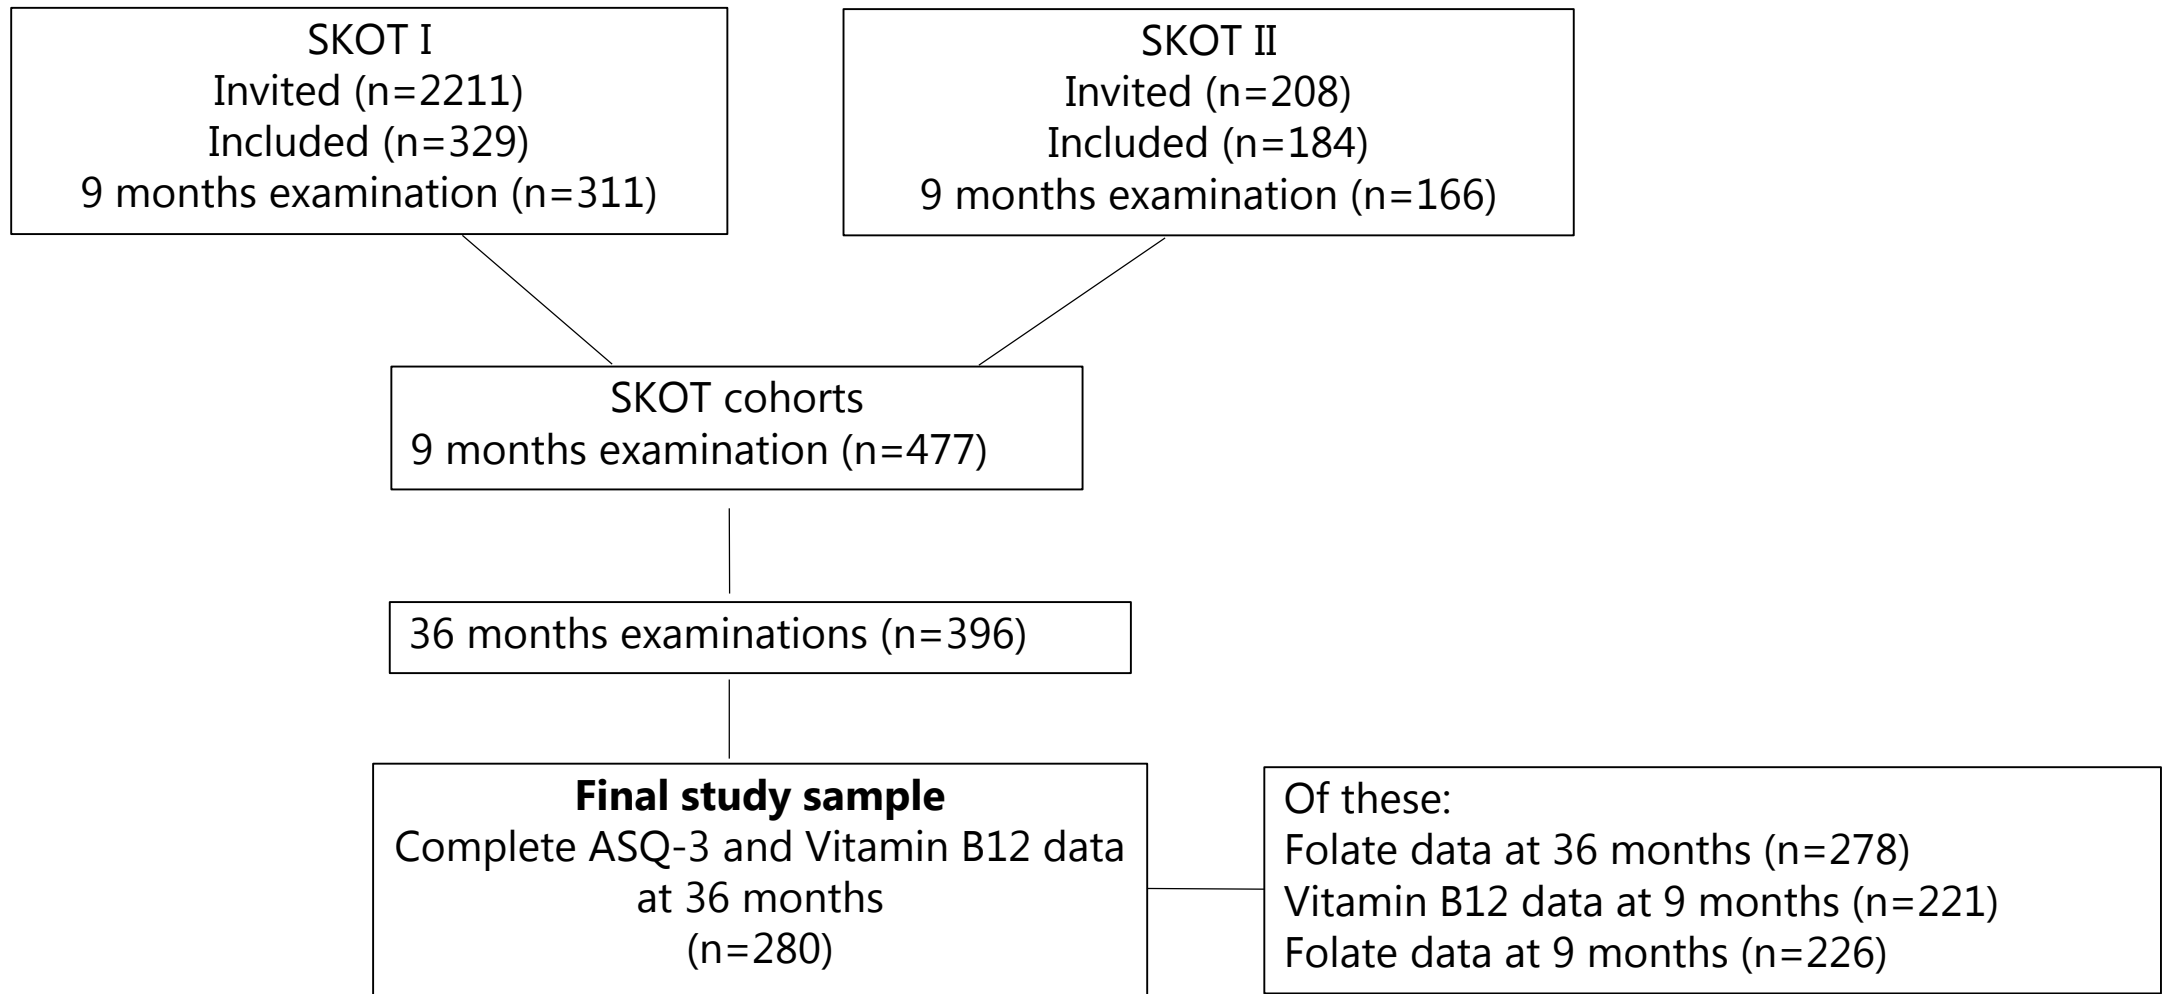 SKOT I
Invited (n=2211)
Included (n=329)
9 months examination (n=311)
SKOT II
Invited (n=208)
Included (n=184)
9 months examination (n=166)
SKOT cohorts
9 months examination (n=477)
36 months examinations (n=396)
Final study sample
Complete ASQ-3 and Vitamin B12 data
at 36 months
(n=280)
Of these:
Folate data at 36 months (n=278)
Vitamin B12 data at 9 months (n=221)
Folate data at 9 months (n=226)